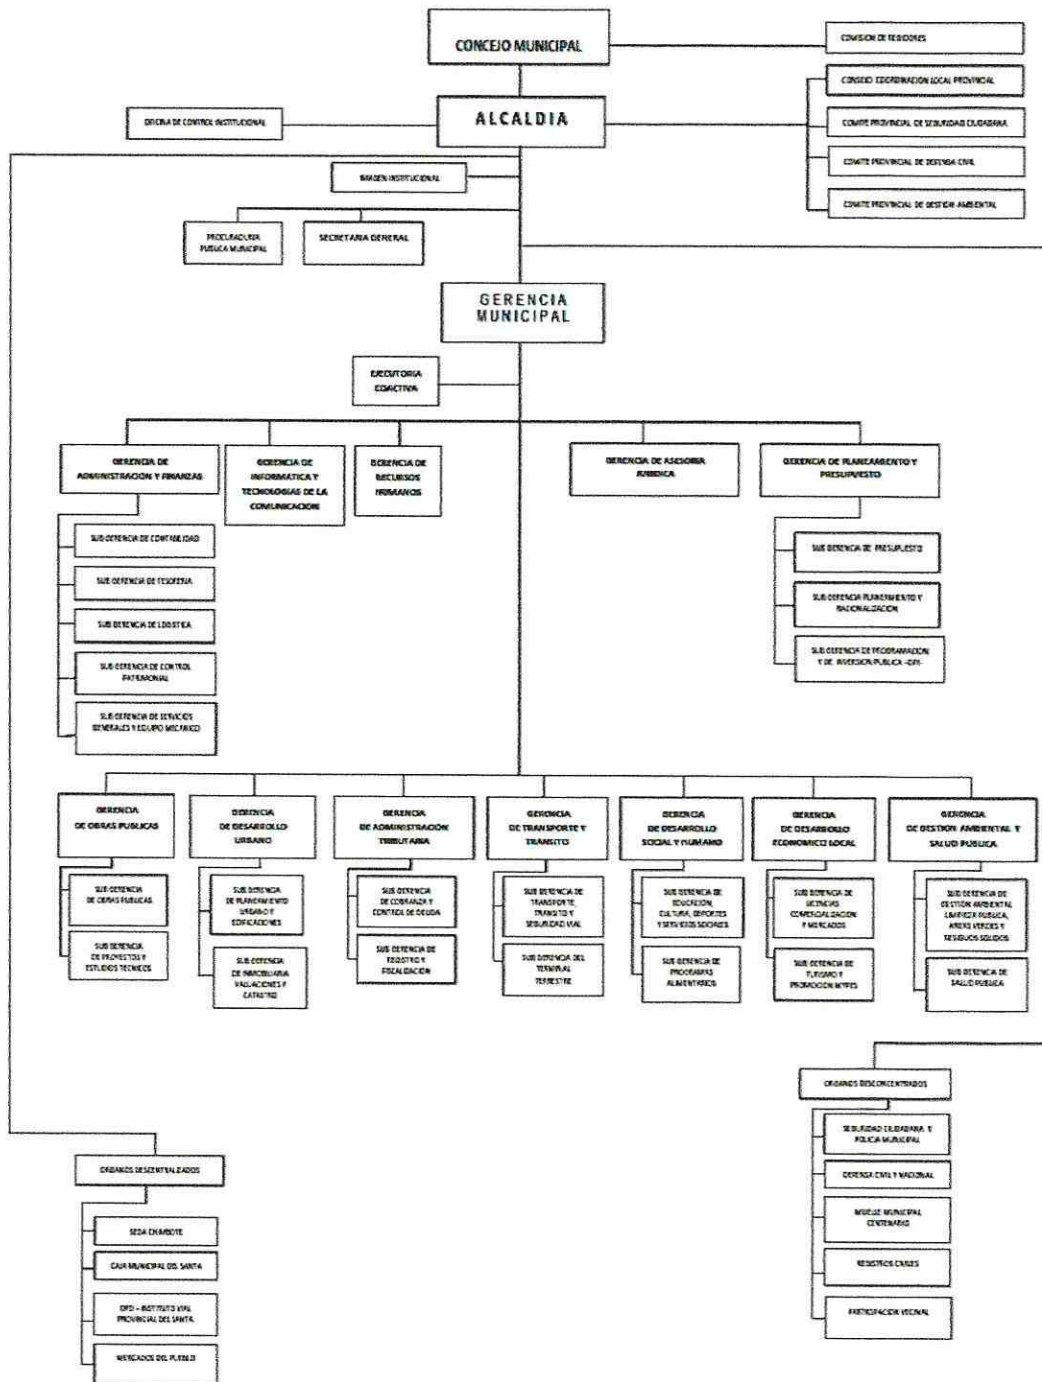 CONCEJO MUNICIPAL
COMISION DE REGIDORES
CONSEJO COORDINACION LOCAL PROVINCIAL
ALCALDIA
OFICINA DE CONTROL INSTITUCIONAL
COMITE PROVINCIAL DE SEGURIDAD CIUDADANA
COMITE PROVINCIAL DE DEFENSA CIVIL
IMAGEN INSTITUCIONAL
COMITE PROVINCIAL DE GESTION AMBIENTAL
PROCURADURIA
PUBLICA MUNICIPAL
SECRETARIA GENERAL
GERENCIA
MUNICIPAL
EJECUTORIA
COACTIVA
GERENCIA DE
ADMINISTRACION Y FINANZAS
GERENCIA DE
INFORMATICA Y
TECNOLOGIAS DE LA
COMUNICACION
GERENCIA DE
RECURSOS
HUMANOS
GERENCIA DE ASESORIA
JURIDICA
GERENCIA DE PLANEAMIENTO Y
PRESUPUESTO
SUB GERENCIA DE CONTABILIDAD
SUB GERENCIA DE TESORERIA
SUB GERENCIA DE LOGISTICA
SUB GERENCIA DE CONTROL
PATRIMONIAL
SUB GERENCIA DE SERVICIOS
GENERALES Y EQUIPO MECANICO
SUB GERENCIA DE PRESUPUESTO
SUB GERENCIA PLANEAMIENTO Y
RACIONALIZACION
SUB GERENCIA DE PROGRAMACION
Y DE INVERSION PUBLICA -OPI-
GERENCIA
DE OBRAS PUBLICAS
SUB GERENCIA
DE OBRAS PUBLICAS
SUB GERENCIA
DE PROYECTOS Y
ESTUDIOS TECNICOS
GERENCIA
DE DESARROLLO
URBANO
SUB GERENCIA
DE PLANEAMIENTO
URBANO Y
EDIFICACIONES
SUB GERENCIA
DE INMOBILIARIA
VALUACIONES Y
CATASTRO
GERENCIA
DE ADMINISTRACIÓN
TRIBUTARIA
SUB GERENCIA
DE COBRANZA Y
CONTROL DE DEUDA
SUB GERENCIA DE
REGISTRO Y
FISCALIZACIÓN
GERENCIA
DE TRANSPORTE Y
TRANSITO
SUB GERENCIA DE
TRANSPORTE,
TRANSITO Y
SEGURIDAD VIAL
SUB GERENCIA DEL
TERMINAL
TERRESTRE
GERENCIA
DE DESARROLLO
SOCIAL Y HUMANO
SUB GERENCIA DE
EDUCACIÓN,
CULTURA, DEPORTES
Y SERVICIOS SOCIALES
SUB GERENCIA DE
PROGRAMAS
ALIMENTARIOS
GERENCIA
DE DESARROLLO
ECONOMICO LOCAL
SUB GERENCIA DE
LICENCIAS
COMERCIALIZACION
Y MERCADOS
SUB GERENCIA DE
TURISMO Y
PROMOCION MYPES
GERENCIA
DE GESTION AMBIENTAL Y
SALUD PUBLICA
SUB GERENCIA DE
GESTIÓN AMBIENTAL
LIMPIEZA PUBLICA,
AREAS VERDES Y
RESIDUOS SOLIDOS
SUB GERENCIA DE
SALUD PUBLICA
ORGANOS DESCONCENTRADOS
SEGURIDAD CIUDADANA Y
POLICIA MUNICIPAL
DEFENSA CIVIL Y NACIONAL
MUELLE MUNICIPAL
CENTENARIO
REGISTROS CIVILES
PARTICIPACION VECINAL
ORGANOS DESCENTRALIZADOS
SEDA CHIMBOTE
CAJA MUNICIPAL DEL SANTA
OPD - INSTITUTO VIAL
PROVINCIAL DEL SANTA
MERCADOS DEL PUEBLO